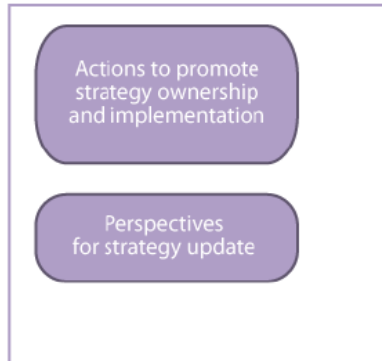 Actions to promote
strategy ownership
and implementation
Perspectives
for strategy update